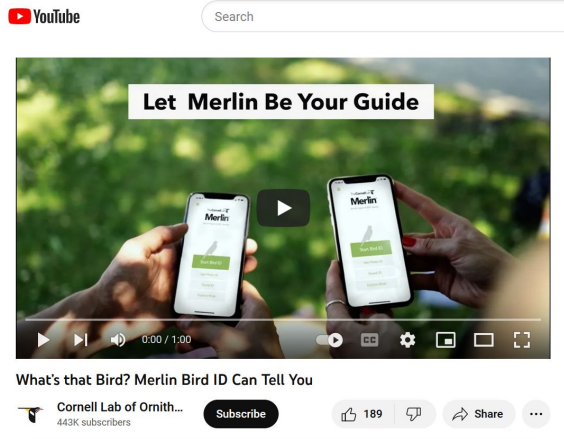 YouTube
Search
Let Merlin Be Your Guide
Merlin
Merlin
0:00 / 1:00
CC
What's that Bird? Merlin Bird ID Can Tell You
Cornell Lab of Ornith...
443K subscribers
Subscribe
189
Share